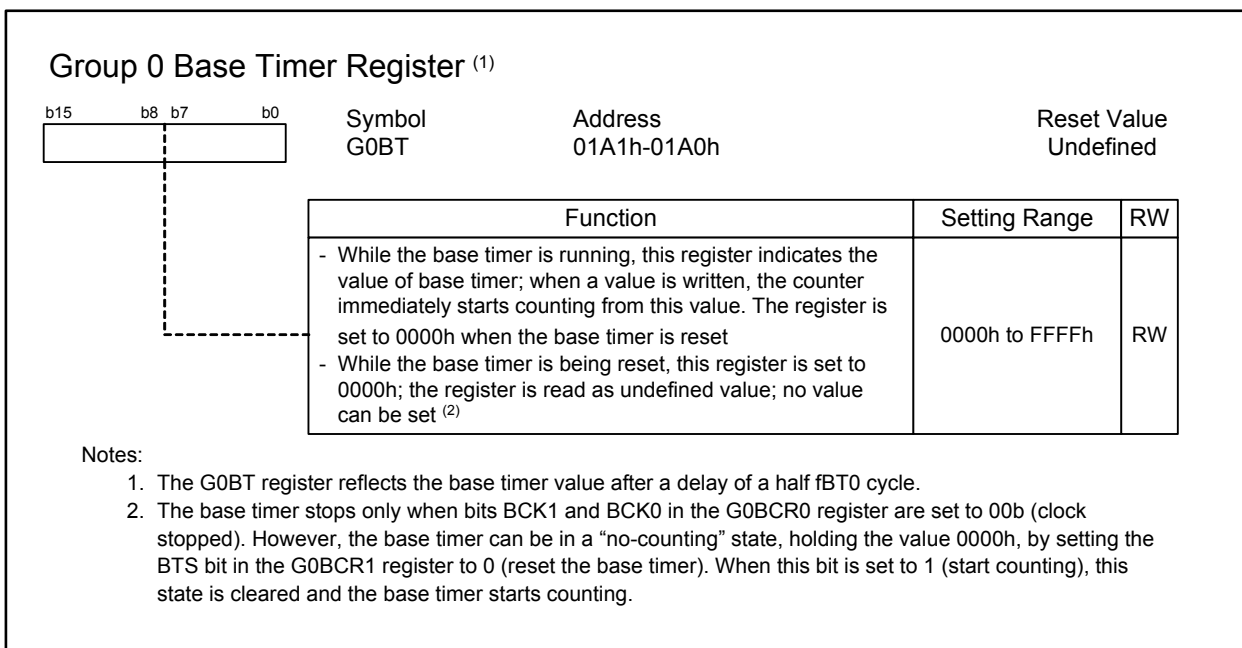 Group 0 Base Timer Register (1)
b15 b8 b7 b0
Symbol Address Reset Value
G0BT 01A1h-01A0h Undefined
Function Setting Range RW
- While the base timer is running, this register indicates the
value of base timer; when a value is written, the counter
immediately starts counting from this value. The register is
set to 0000h when the base timer is reset
- While the base timer is being reset, this register is set to
0000h; the register is read as undefined value; no value
can be set (2)
0000h to FFFFh RW
Notes:
1. The G0BT register reflects the base timer value after a delay of a half fBT0 cycle.
2. The base timer stops only when bits BCK1 and BCK0 in the G0BCR0 register are set to 00b (clock
stopped). However, the base timer can be in a “no-counting” state, holding the value 0000h, by setting the
BTS bit in the G0BCR1 register to 0 (reset the base timer). When this bit is set to 1 (start counting), this
state is cleared and the base timer starts counting.